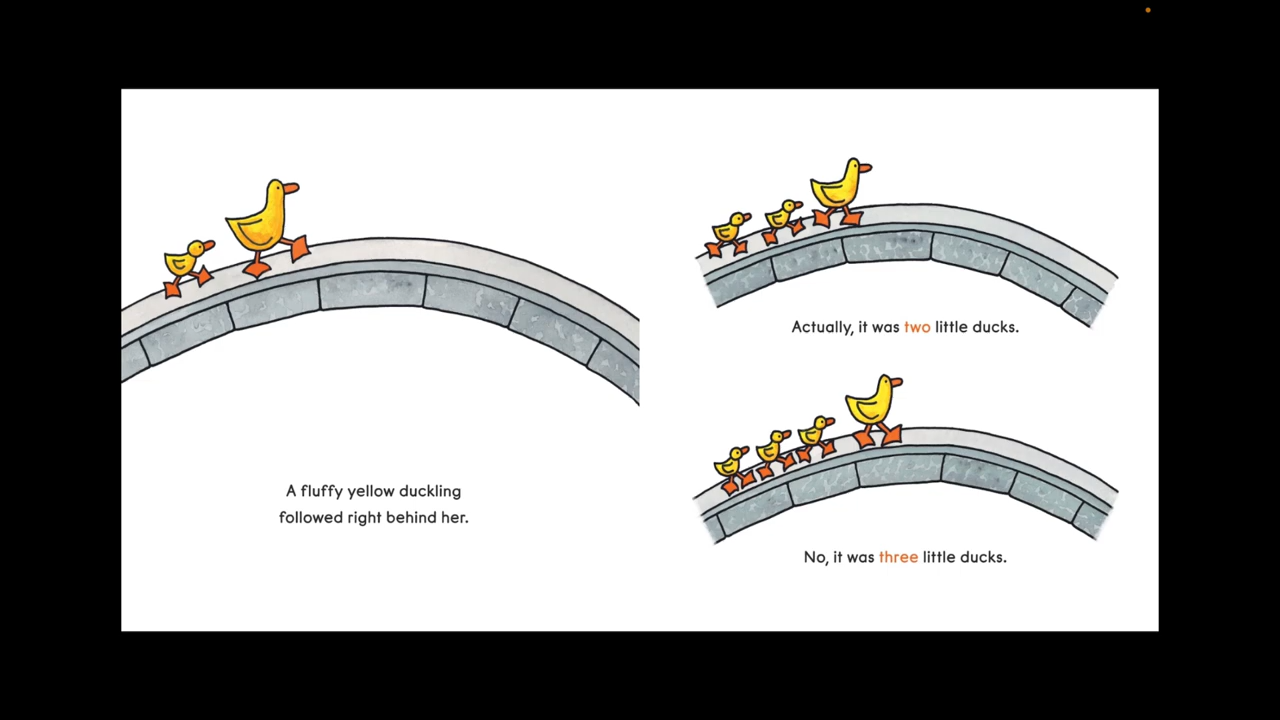 A fluffy yellow duckling
followed right behind her.
Actually, it was two little ducks.
No, it was three little ducks.